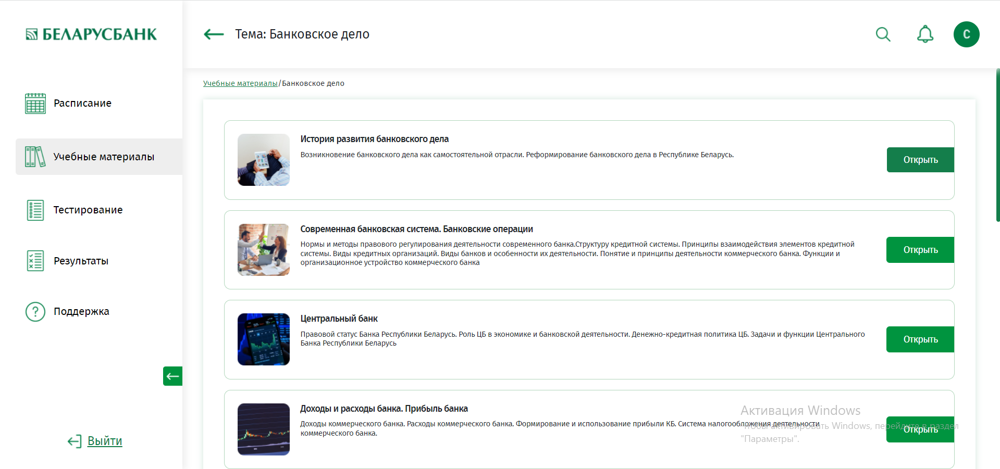 БЕЛАРУСБАНК
Тема: Банковское дело
С
Учебные материалы/Банковское дело
Расписание
Учебные материалы
Тестирование
Результаты
Поддержка
Выйти
История развития банковского дела
Возникновение банковского дела как самостоятельной отрасли. Реформирование банковского дела в Республике Беларусь.
Открыть
Современная банковская система. Банковские операции
Нормы и методы правового регулирования деятельности современного банка.Структуру кредитной системы. Принципы взаимодействия элементов кредитной
системы. Виды кредитных организаций. Виды банков и особенности их деятельности. Понятие и принципы деятельности коммерческого банка. Функции и
организационное устройство коммерческого банка
Открыть
Центральный банк
Правовой статус Банка Республики Беларусь. Роль ЦБ в экономике и банковской деятельности. Денежно-кредитная политика ЦБ. Задачи и функции Центрального
Банка Республики Беларусь
Открыть
Доходы и расходы банка. Прибыль банка
Доходы коммерческого банка. Расходы коммерческого банка. Формирование и использование прибыли КБ. Система налогообложения деятельности
коммерческого банка.
Открыть
Активация Windows
Чтобы активировать Windows, перейдите в раздел
"Параметры".